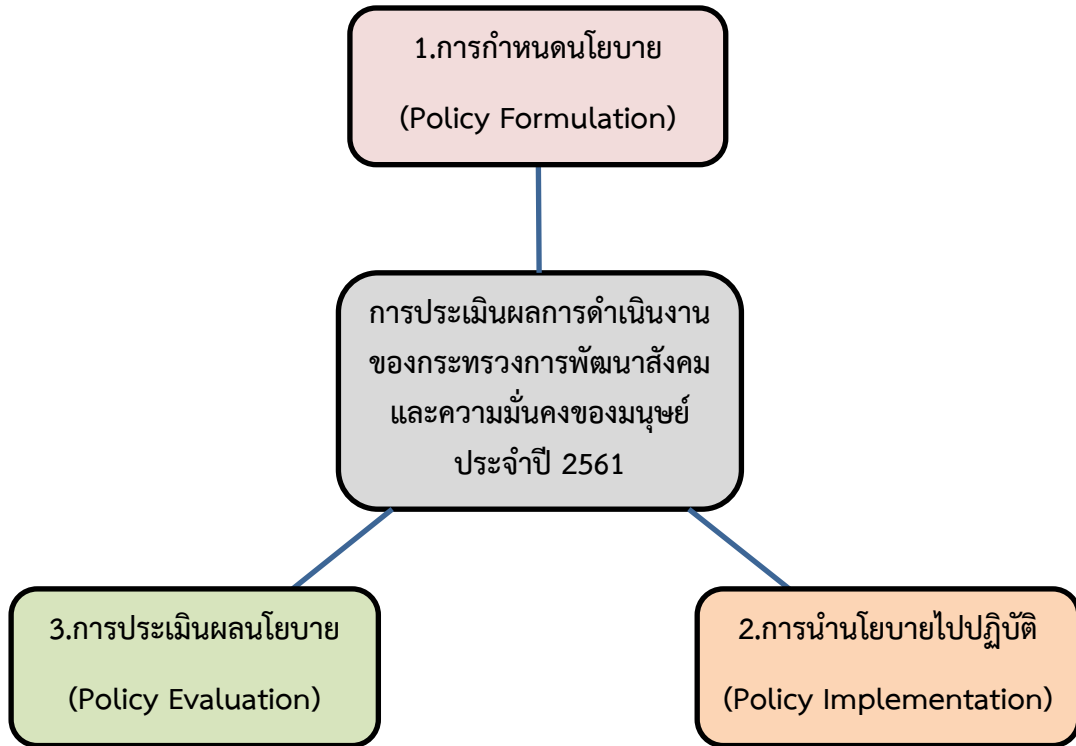 1.การกำหนดนโยบาย
(Policy Formulation)
การประเมินผลการดำเนินงาน
ของกระทรวงการพัฒนาสังคม
และความมั่นคงของมนุษย์
ประจำปี 2561
3.การประเมินผลนโยบาย
(Policy Evaluation)
2.การนำนโยบายไปปฏิบัติ
(Policy Implementation)